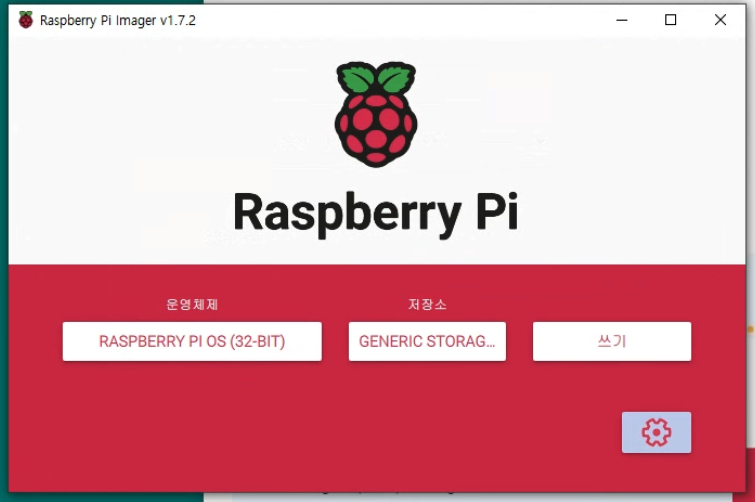 Raspberry Pi Imager v1.7.2
Raspberry Pi
운영체제
저장소
RASPBERRY PI OS (32-BIT)
GENERIC STORAG...
쓰기